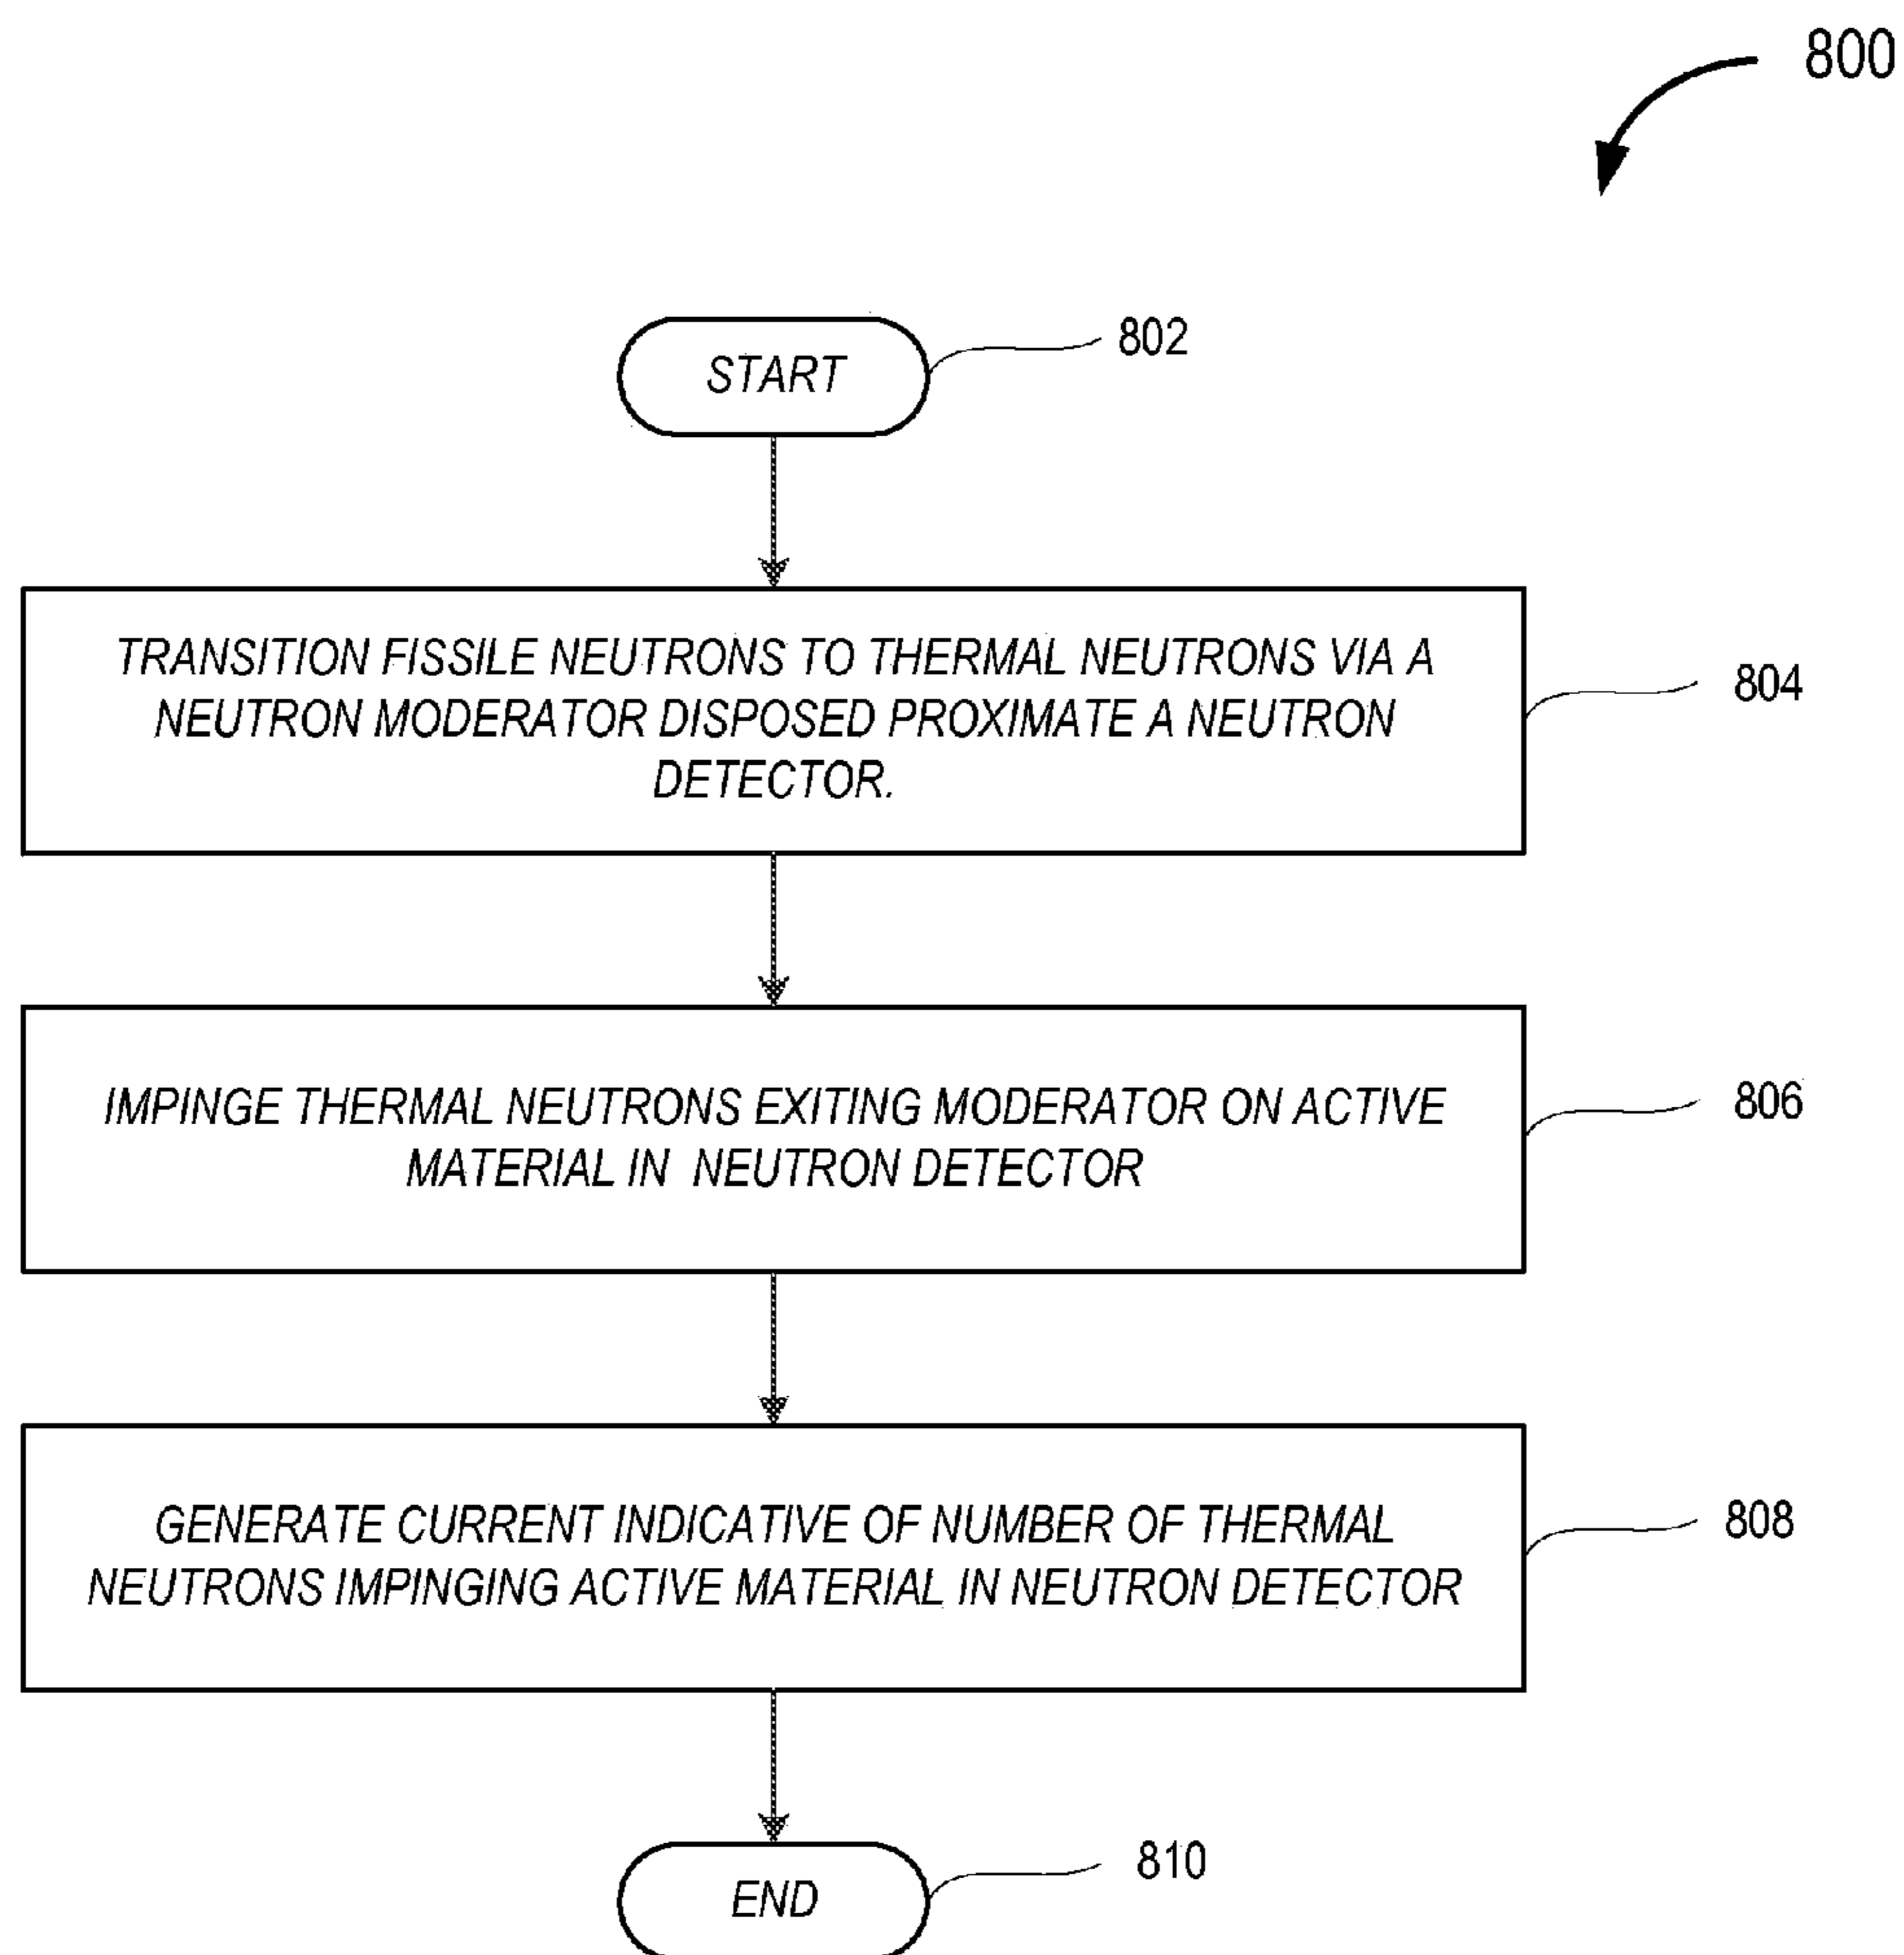 800
START
802
TRANSITION FISSILE NEUTRONS TO THERMAL NEUTRONS VIA A
NEUTRON MODERATOR DISPOSED PROXIMATE A NEUTRON
DETECTOR.
804
IMPINGE THERMAL NEUTRONS EXITING MODERATOR ON ACTIVE
MATERIAL IN NEUTRON DETECTOR
806
GENERATE CURRENT INDICATIVE OF NUMBER OF THERMAL
NEUTRONS IMPINGING ACTIVE MATERIAL IN NEUTRON DETECTOR
808
END
810